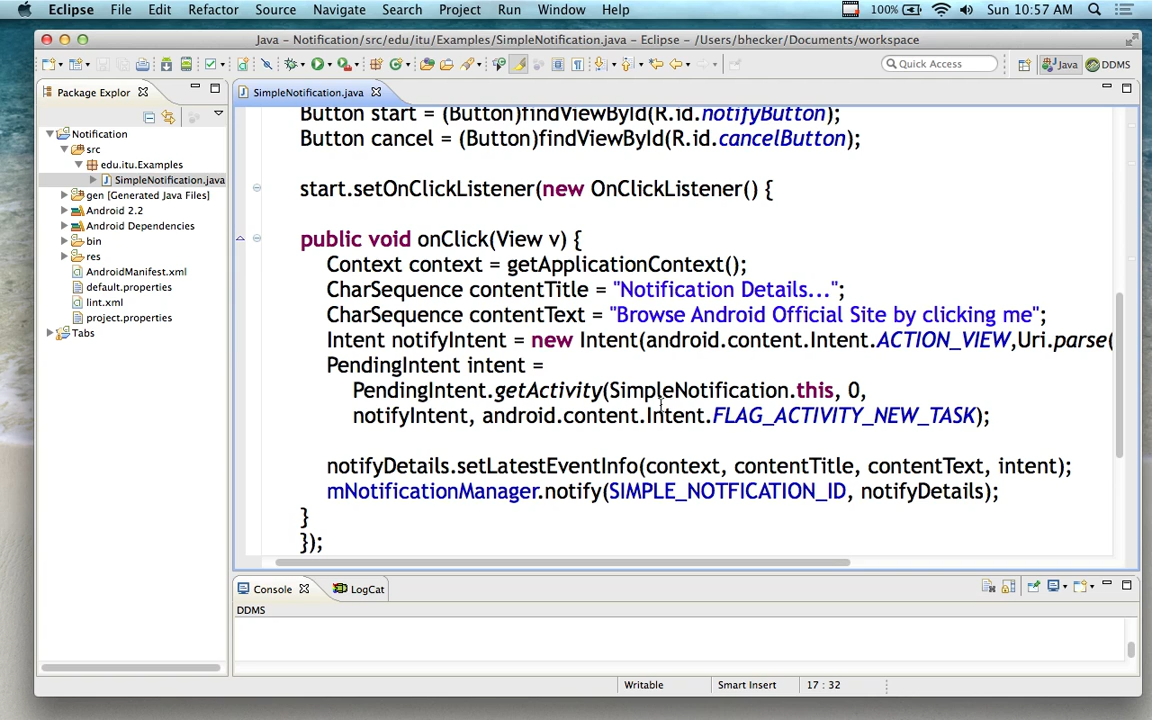 Eclipse File Edit Refactor Source Navigate Search Project Run Window Help 100% Sun 10:57 AM
Java – Notification/src/edu/itu/Examples/SimpleNotification.java – Eclipse – /Users/bhecker/Documents/workspace
Quick Access Java DDMS
Package Explor
SimpleNotification.java
Notification
src
edu.itu.Examples
SimpleNotification.java
gen [Generated Java Files]
Android 2.2
Android Dependencies
bin
res
AndroidManifest.xml
default.properties
lint.xml
project.properties
Tabs
Button start = (Button)findViewById(R.id.notifyButton);
Button cancel = (Button)findViewById(R.id.cancelButton);
start.setOnClickListener(new OnClickListener() {
public void onClick(View v) {
Context context = getApplicationContext();
CharSequence contentTitle = "Notification Details...";
CharSequence contentText = "Browse Android Official Site by clicking me";
Intent notifyIntent = new Intent(android.content.Intent.ACTION_VIEW,Uri.parse(
PendingIntent intent =
PendingIntent.getActivity(SimpleNotification.this, 0,
notifyIntent, android.content.Intent.FLAG_ACTIVITY_NEW_TASK);
notifyDetails.setLatestEventInfo(context, contentTitle, contentText, intent);
mNotificationManager.notify(SIMPLE_NOTFICATION_ID, notifyDetails);
}
});
Console LogCat
DDMS
Writable Smart Insert 17 : 32